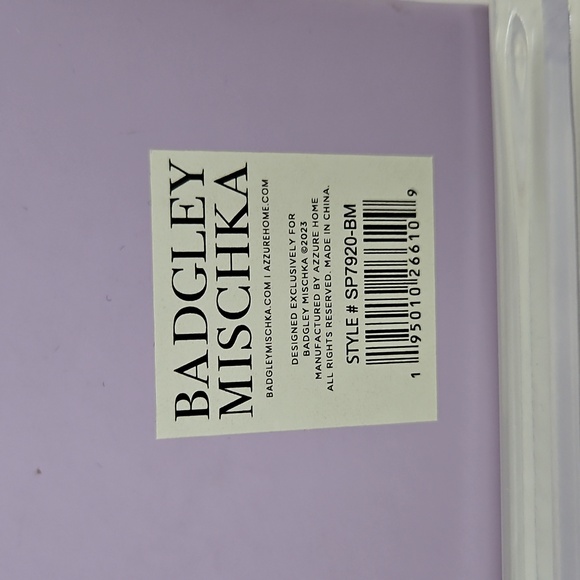 BADGLEY
MISCHKA
BADGLEYMISCHKA.COM | AZZUREHOME.COM
DESIGNED EXCLUSIVELY FOR
BADGLEY MISCHKA ©2023
MANUFACTURED BY AZZURE HOME
ALL RIGHTS RESERVED. MADE IN CHINA.
STYLE # SP7920-BM
1 95010 26610 9